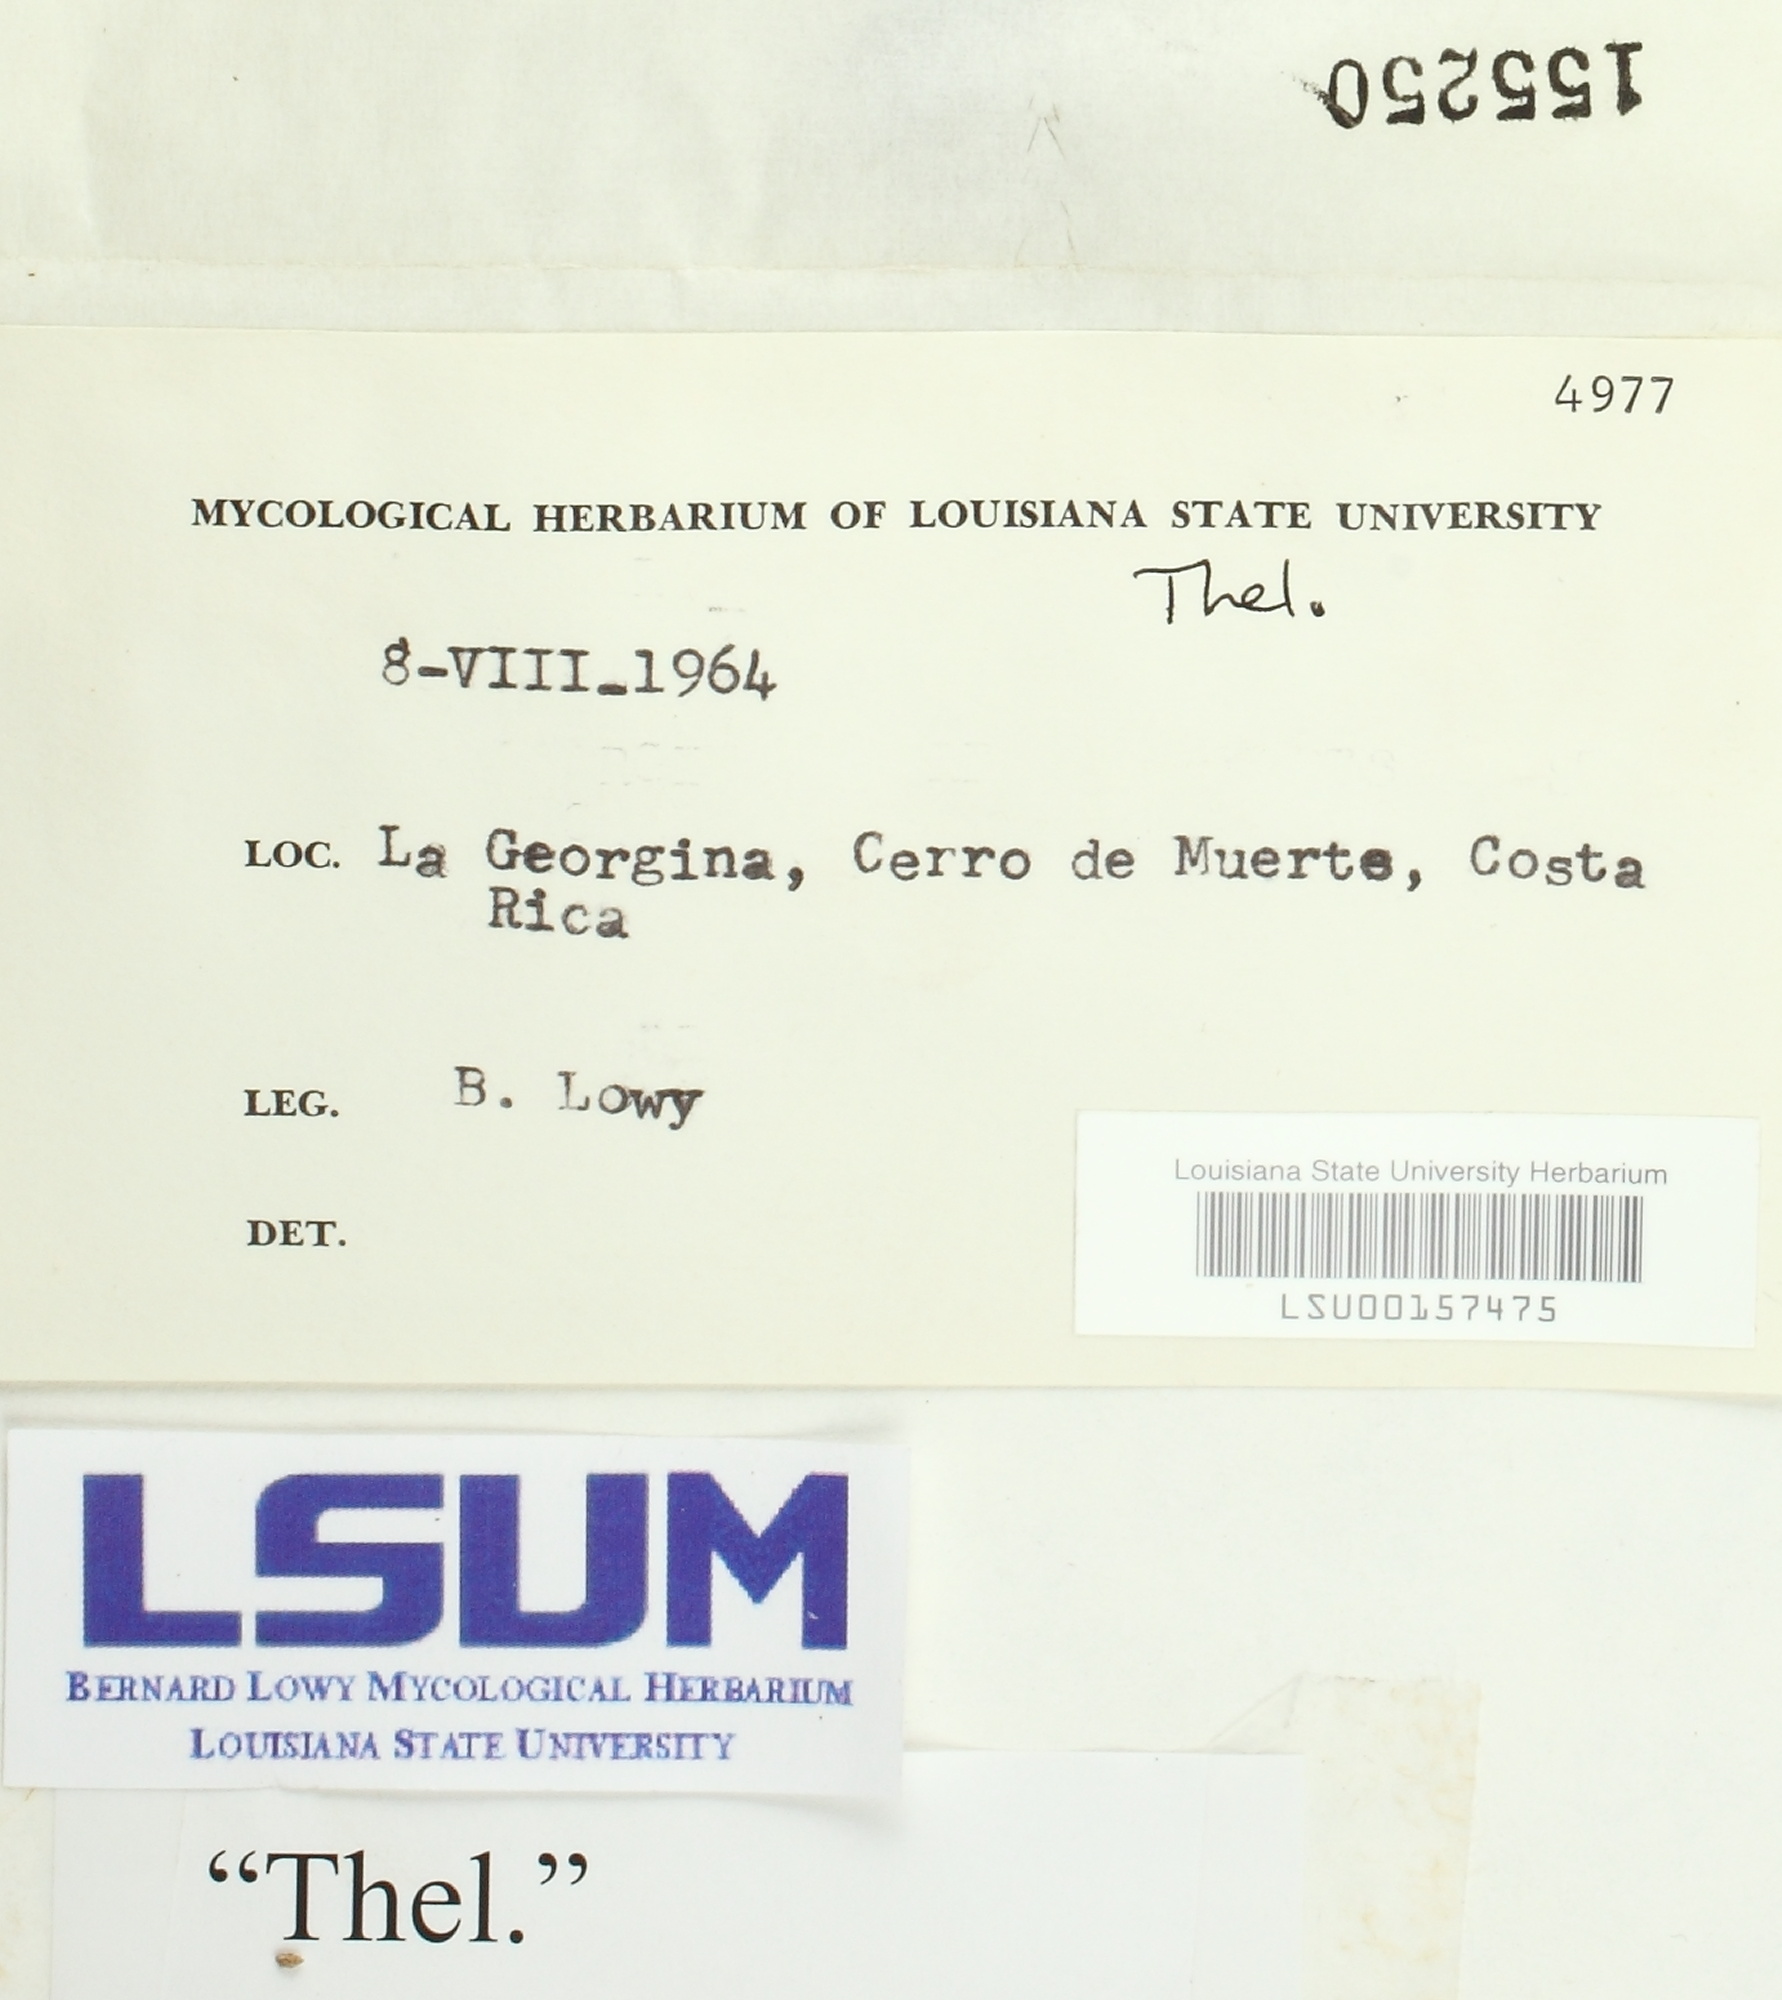 155250
4977
MYCOLOGICAL HERBARIUM OF LOUISIANA STATE UNIVERSITY
Thel.
8-VIII-1964
LOC. La Georgina, Cerro de Muerte, Costa
Rica
LEG. B. Lowy
Louisiana State University Herbarium
LSU00157475
DET.
LSUM
BERNARD LOWY MYCOLOGICAL HERBARIUM
LOUISIANA STATE UNIVERSITY
“Thel.”